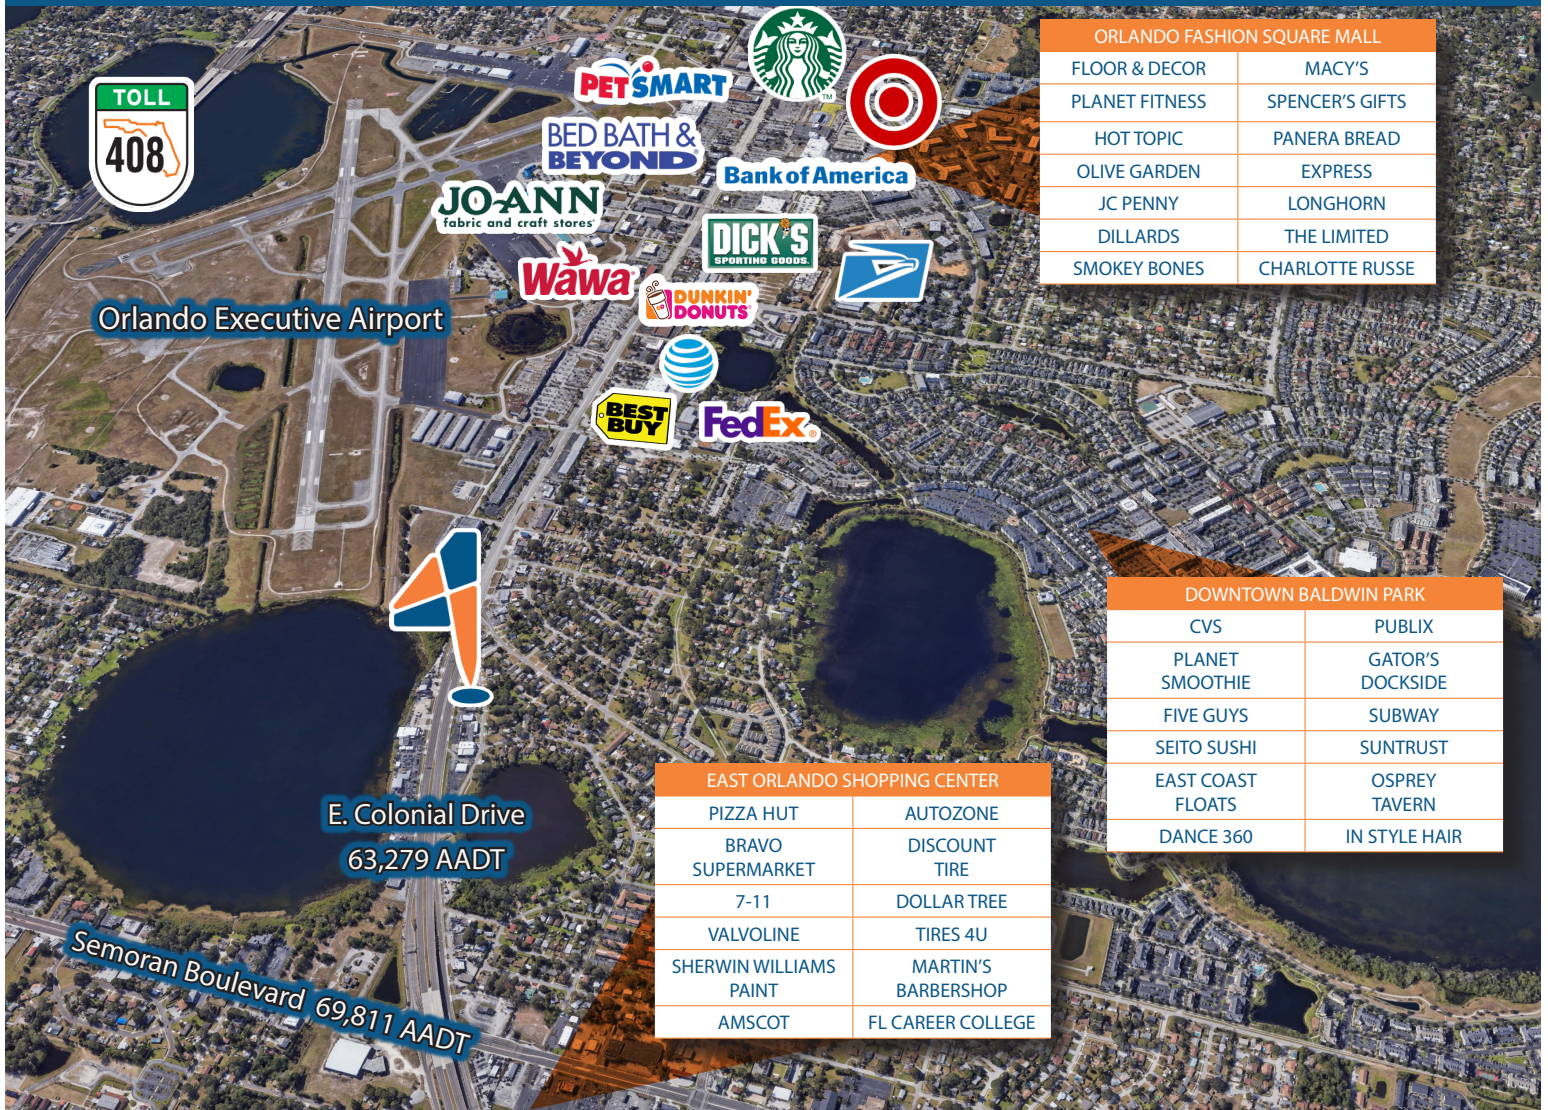 TOLL
408
PETSMART
BED BATH &
BEYOND
JO-ANN
fabric and craft stores
Wawa
TM
Bank of America
DICK'S
SPORTING GOODS.
DUNKIN'
DONUTS
BEST
BUY
FedEx®
Orlando Executive Airport
ORLANDO FASHION SQUARE MALL
FLOOR & DECOR MACY'S
PLANET FITNESS SPENCER'S GIFTS
HOT TOPIC PANERA BREAD
OLIVE GARDEN EXPRESS
JC PENNY LONGHORN
DILLARDS THE LIMITED
SMOKEY BONES CHARLOTTE RUSSE
DOWNTOWN BALDWIN PARK
CVS PUBLIX
PLANET
SMOOTHIE
GATOR'S
DOCKSIDE
FIVE GUYS SUBWAY
SEITO SUSHI SUNTRUST
EAST COAST
FLOATS
OSPREY
TAVERN
DANCE 360 IN STYLE HAIR
E. Colonial Drive
63,279 AADT
EAST ORLANDO SHOPPING CENTER
PIZZA HUT AUTOZONE
BRAVO
SUPERMARKET
DISCOUNT
TIRE
7-11 DOLLAR TREE
VALVOLINE TIRES 4U
SHERWIN WILLIAMS
PAINT
MARTIN'S
BARBERSHOP
AMSCOT FL CAREER COLLEGE
Semoran Boulevard 69,811 AADT